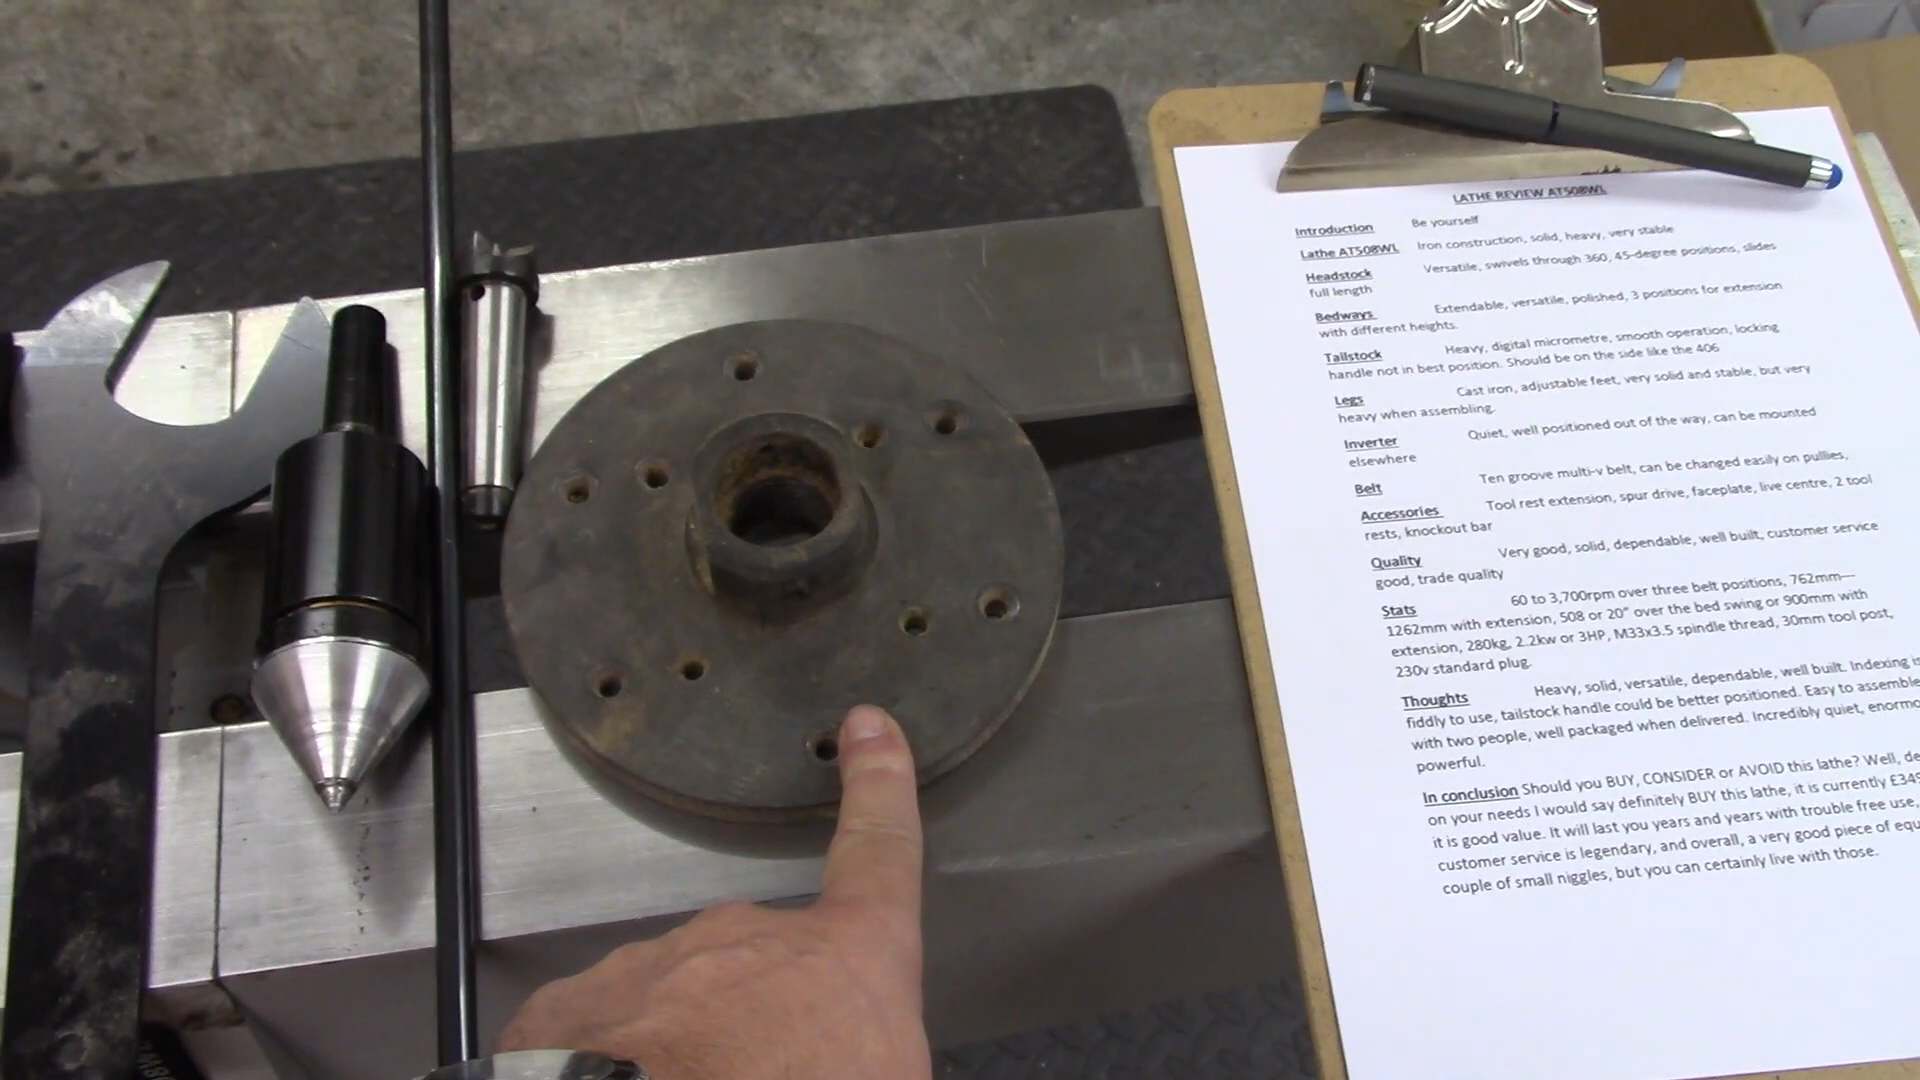 LATHE REVIEW AT508WL
Introduction Be yourself
Lathe AT508WL Iron construction, solid, heavy, very stable
Headstock Versatile, swivels through 360, 45-degree positions, slides
full length
Bedways Extendable, versatile, polished, 3 positions for extension
with different heights.
Tailstock Heavy, digital micrometre, smooth operation, locking
handle not in best position. Should be on the side like the 406
Legs Cast iron, adjustable feet, very solid and stable, but very
heavy when assembling.
Inverter Quiet, well positioned out of the way, can be mounted
elsewhere
Belt Ten groove multi-v belt, can be changed easily on pullies,
Accessories Tool rest extension, spur drive, faceplate, live centre, 2 tool
rests, knockout bar
Quality Very good, solid, dependable, well built, customer service
good, trade quality
Stats 60 to 3,700rpm over three belt positions, 762mm—
1262mm with extension, 508 or 20" over the bed swing or 900mm with
extension, 280kg, 2.2kw or 3HP, M33x3.5 spindle thread, 30mm tool post,
230v standard plug.
Thoughts Heavy, solid, versatile, dependable, well built. Indexing is
fiddly to use, tailstock handle could be better positioned. Easy to assemble
with two people, well packaged when delivered. Incredibly quiet, enormo
powerful.
In conclusion Should you BUY, CONSIDER or AVOID this lathe? Well, de
on your needs I would say definitely BUY this lathe, it is currently £349
it is good value. It will last you years and years with trouble free use,
customer service is legendary, and overall, a very good piece of equ
couple of small niggles, but you can certainly live with those.